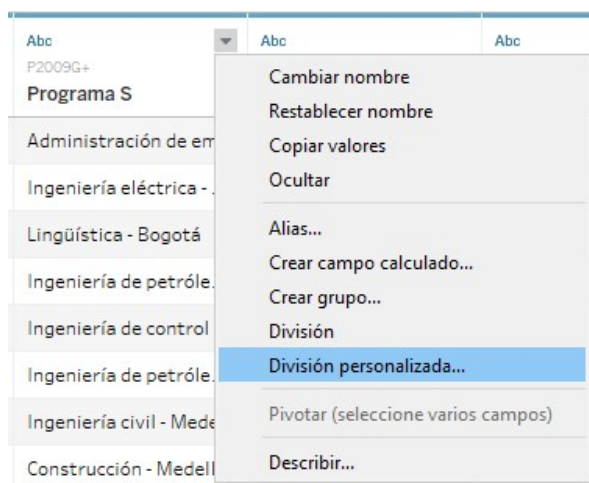 Abc
P2009G+
Programa S
Administración de em
Ingeniería eléctrica -
Lingüística - Bogotá
Ingeniería de petróle.
Ingeniería de control
Ingeniería de petróle.
Ingeniería civil - Mede
Construcción - Medell
Abc
Abc
Cambiar nombre
Restablecer nombre
Copiar valores
Ocultar
Alias...
Crear campo calculado...
Crear grupo...
División
División personalizada...
Pivotar (seleccione varios campos)
Describir...